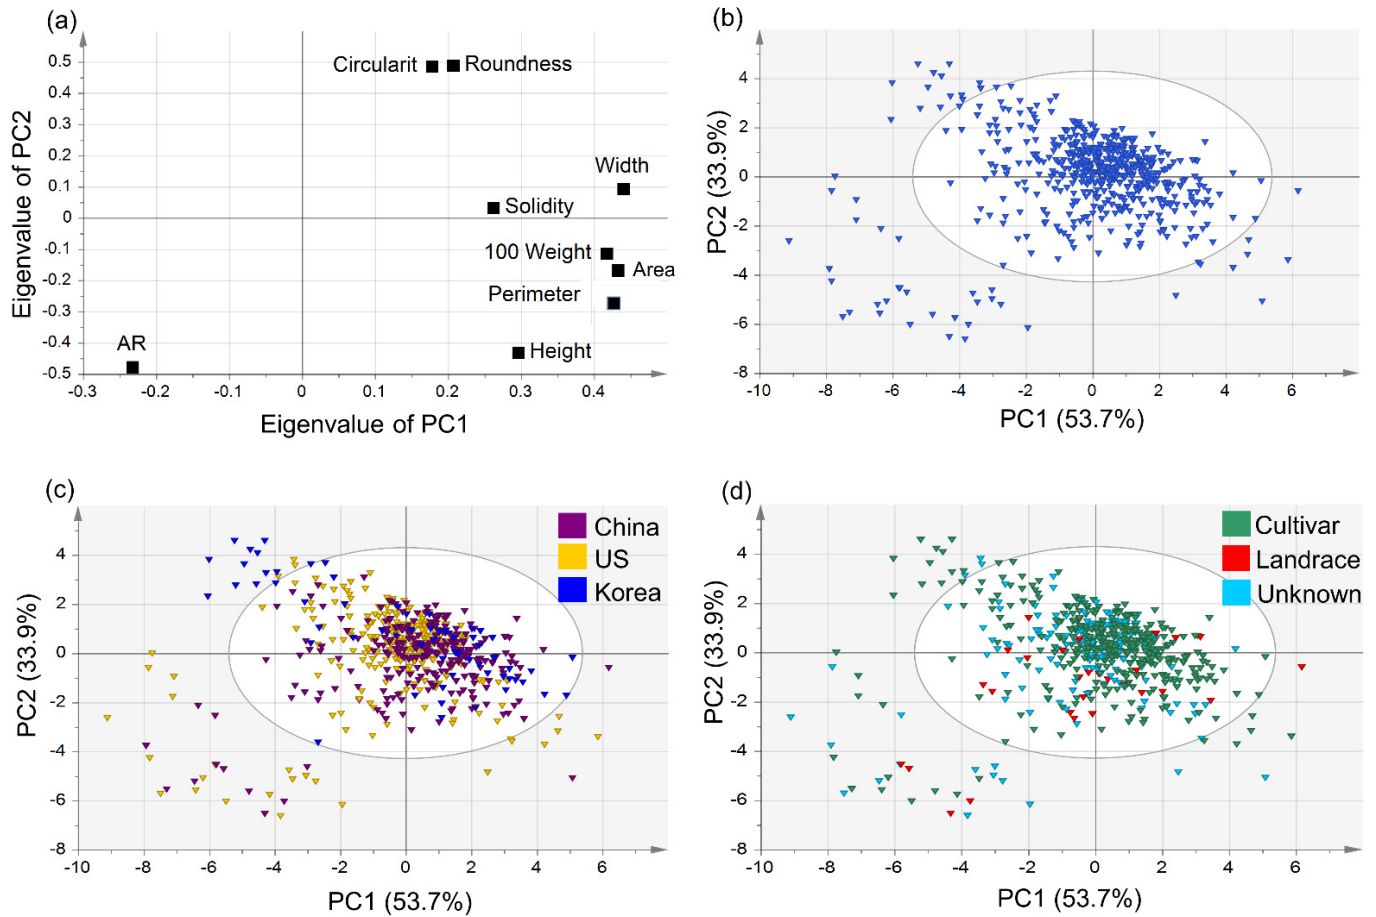 (a)
Eigenvalue of PC2
0.5
0.4
0.3
0.2
0.1
0
-0.1
-0.2
-0.3
-0.4
-0.5
Circularit
Roundness
Width
Solidity
100 Weight
Area
Perimeter
Height
AR
-0.3 -0.2 -0.1 0 0.1 0.2 0.3 0.4
Eigenvalue of PC1
(b)
PC2 (33.9%)
4
2
0
-2
-4
-6
-8
-10 -8 -6 -4 -2 0 2 4 6
PC1 (53.7%)
(c)
China
US
Korea
PC2 (33.9%)
4
2
0
-2
-4
-6
-8
-10 -8 -6 -4 -2 0 2 4 6
PC1 (53.7%)
(d)
Cultivar
Landrace
Unknown
PC2 (33.9%)
4
2
0
-2
-4
-6
-8
-10 -8 -6 -4 -2 0 2 4 6
PC1 (53.7%)